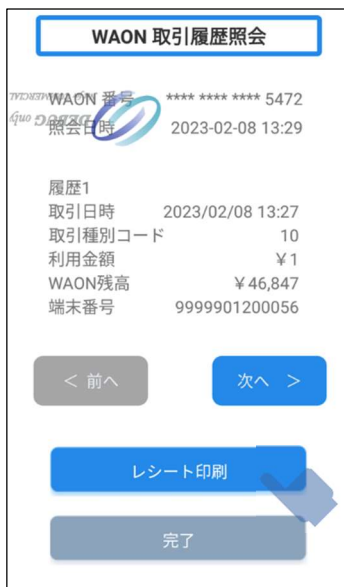 WAON 取引履歴照会
WAON 番号 **** **** **** 5472
照会日時 2023-02-08 13:29
DEBUG only
履歴1
取引日時 2023/02/08 13:27
取引種別コード 10
利用金額 ¥1
WAON残高 ¥46,847
端末番号 9999901200056
< 前へ
次へ >
レシート印刷
完了